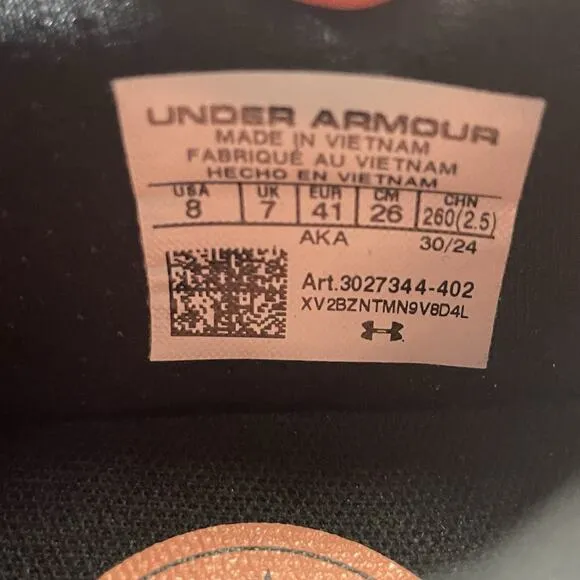 UNDER ARMOUR
MADE IN VIETNAM
FABRIQUÉ AU VIETNAM
HECHO EN VIETNAM
USA UK EUR CM CHN
8 7 41 26 260(2.5)
AKA 30/24
Art.3027344-402
XV2BZNTMN9V8D4L